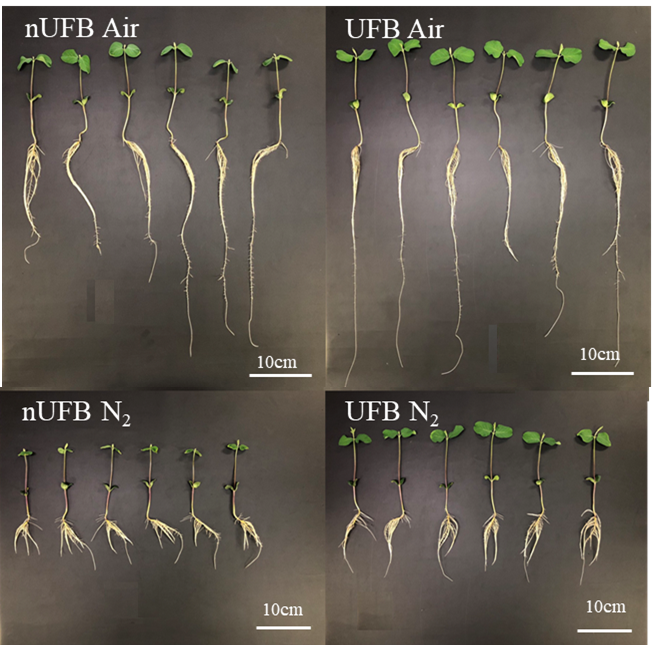 nUFB Air
UFB Air
10cm
10cm
nUFB N₂
UFB N₂
10cm
10cm